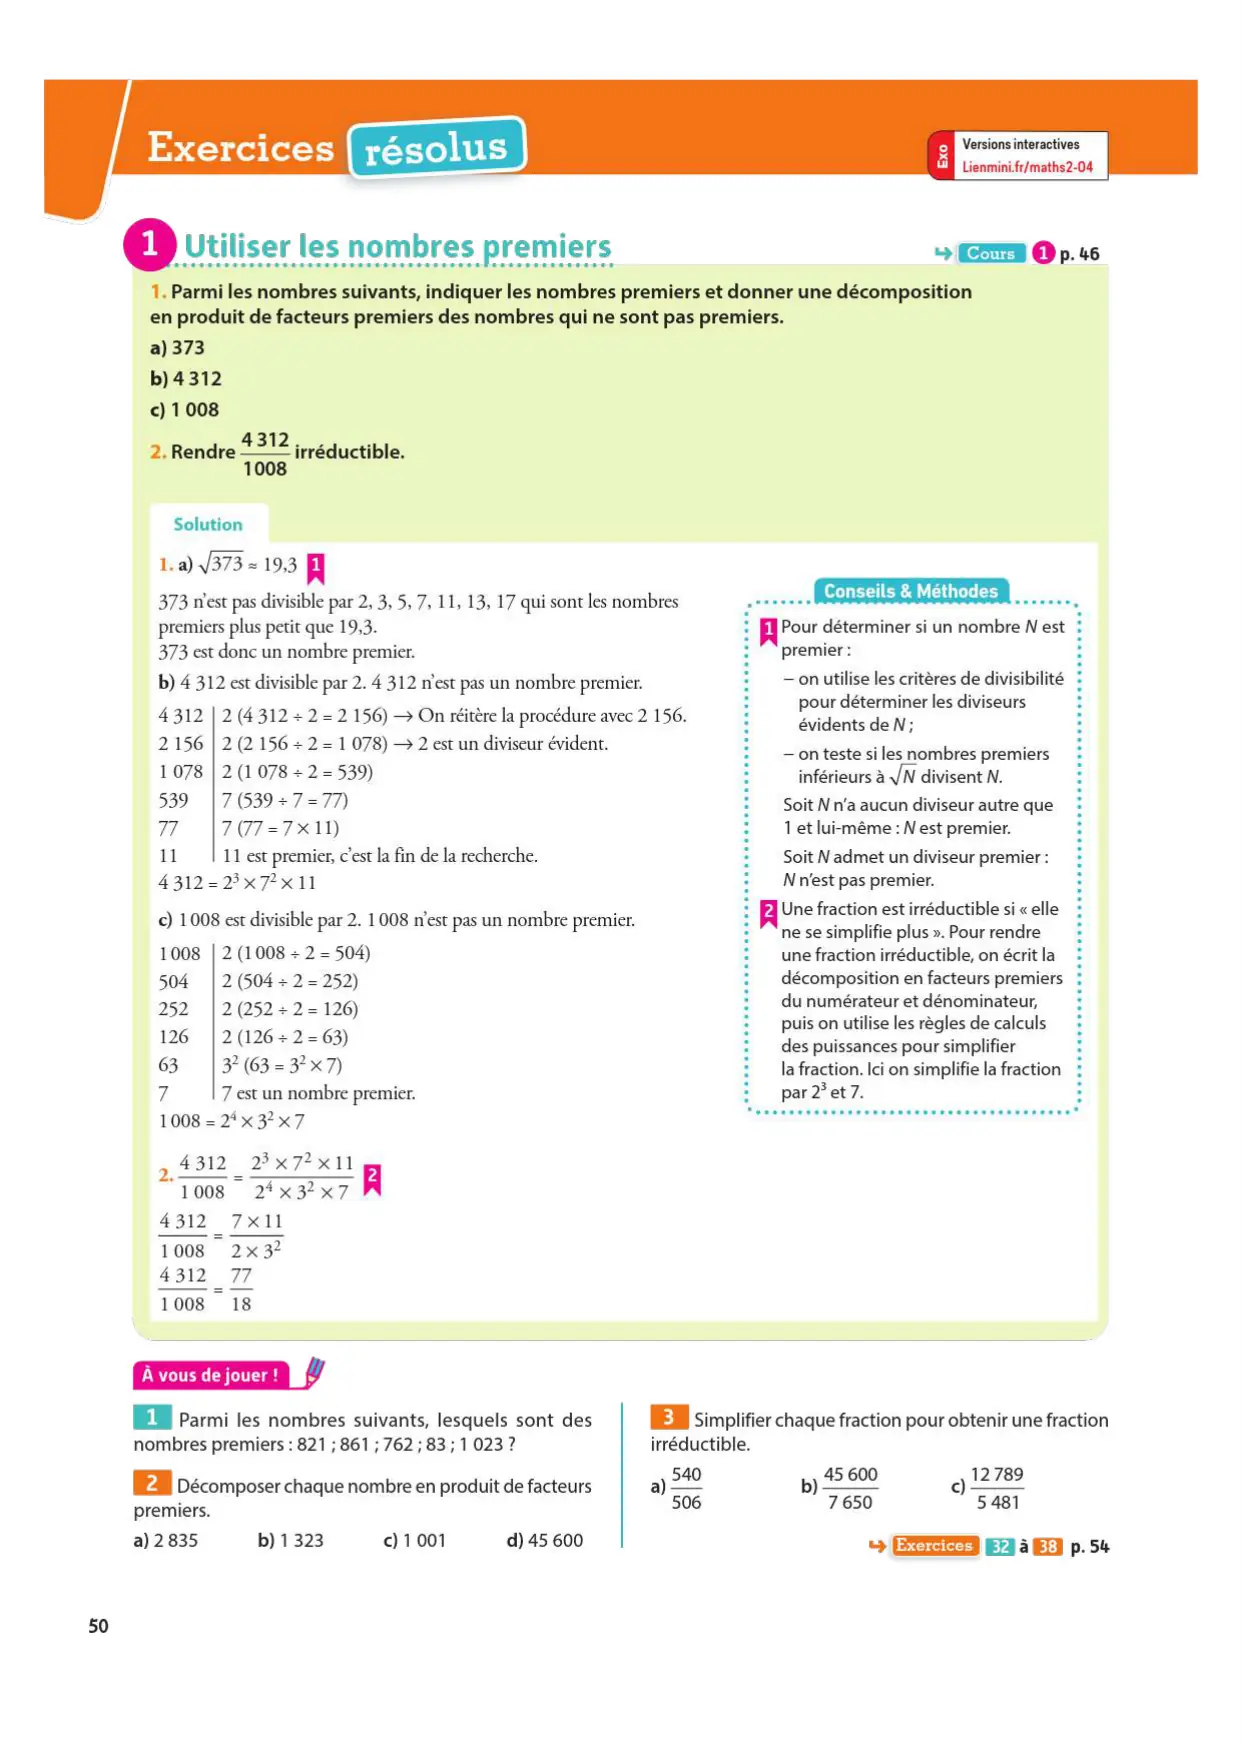 Exercices résolus
Exo
Versions interactives
Lienmini.fr/maths2-04
1 Utiliser les nombres premiers
Cours 1 p. 46
1. Parmi les nombres suivants, indiquer les nombres premiers et donner une décomposition
en produit de facteurs premiers des nombres qui ne sont pas premiers.
a) 373
b) 4 312
c) 1 008
2. Rendre 4 312/1008 irréductible.
Solution
1. a) √373 ≈ 19,3 1
373 n'est pas divisible par 2, 3, 5, 7, 11, 13, 17 qui sont les nombres
premiers plus petit que 19,3.
373 est donc un nombre premier.
b) 4 312 est divisible par 2. 4 312 n'est pas un nombre premier.
4 312 | 2 (4 312 ÷ 2 = 2 156) → On réitère la procédure avec 2 156.
2 156 | 2 (2 156 ÷ 2 = 1 078) → 2 est un diviseur évident.
1 078 | 2 (1 078 ÷ 2 = 539)
539 | 7 (539 ÷ 7 = 77)
77 | 7 (77 = 7 × 11)
11 | 11 est premier, c'est la fin de la recherche.
4 312 = 2³ × 7² × 11
c) 1 008 est divisible par 2. 1 008 n'est pas un nombre premier.
1 008 | 2 (1 008 ÷ 2 = 504)
504 | 2 (504 ÷ 2 = 252)
252 | 2 (252 ÷ 2 = 126)
126 | 2 (126 ÷ 2 = 63)
63 | 3² (63 = 3² × 7)
7 | 7 est un nombre premier.
1 008 = 2⁴ × 3² × 7
2. 4 312/1 008 = 2³ × 7² × 11/2⁴ × 3² × 7 2
4 312/1 008 = 7 × 11/2 × 3²
4 312/1 008 = 77/18
Conseils & Méthodes
1 Pour déterminer si un nombre N est
premier :
– on utilise les critères de divisibilité
pour déterminer les diviseurs
évidents de N ;
– on teste si les nombres premiers
inférieurs à √N divisent N.
Soit N n'a aucun diviseur autre que
1 et lui-même : N est premier.
Soit N admet un diviseur premier :
N n'est pas premier.
2 Une fraction est irréductible si « elle
ne se simplifie plus ». Pour rendre
une fraction irréductible, on écrit la
décomposition en facteurs premiers
du numérateur et dénominateur,
puis on utilise les règles de calculs
des puissances pour simplifier
la fraction. Ici on simplifie la fraction
par 2³ et 7.
À vous de jouer !
1 Parmi les nombres suivants, lesquels sont des
nombres premiers : 821 ; 861 ; 762 ; 83 ; 1 023 ?
2 Décomposer chaque nombre en produit de facteurs
premiers.
a) 2 835 b) 1 323 c) 1 001 d) 45 600
3 Simplifier chaque fraction pour obtenir une fraction
irréductible.
a) 540/506 b) 45 600/7 650 c) 12 789/5 481
Exercices 32 à 38 p. 54
50